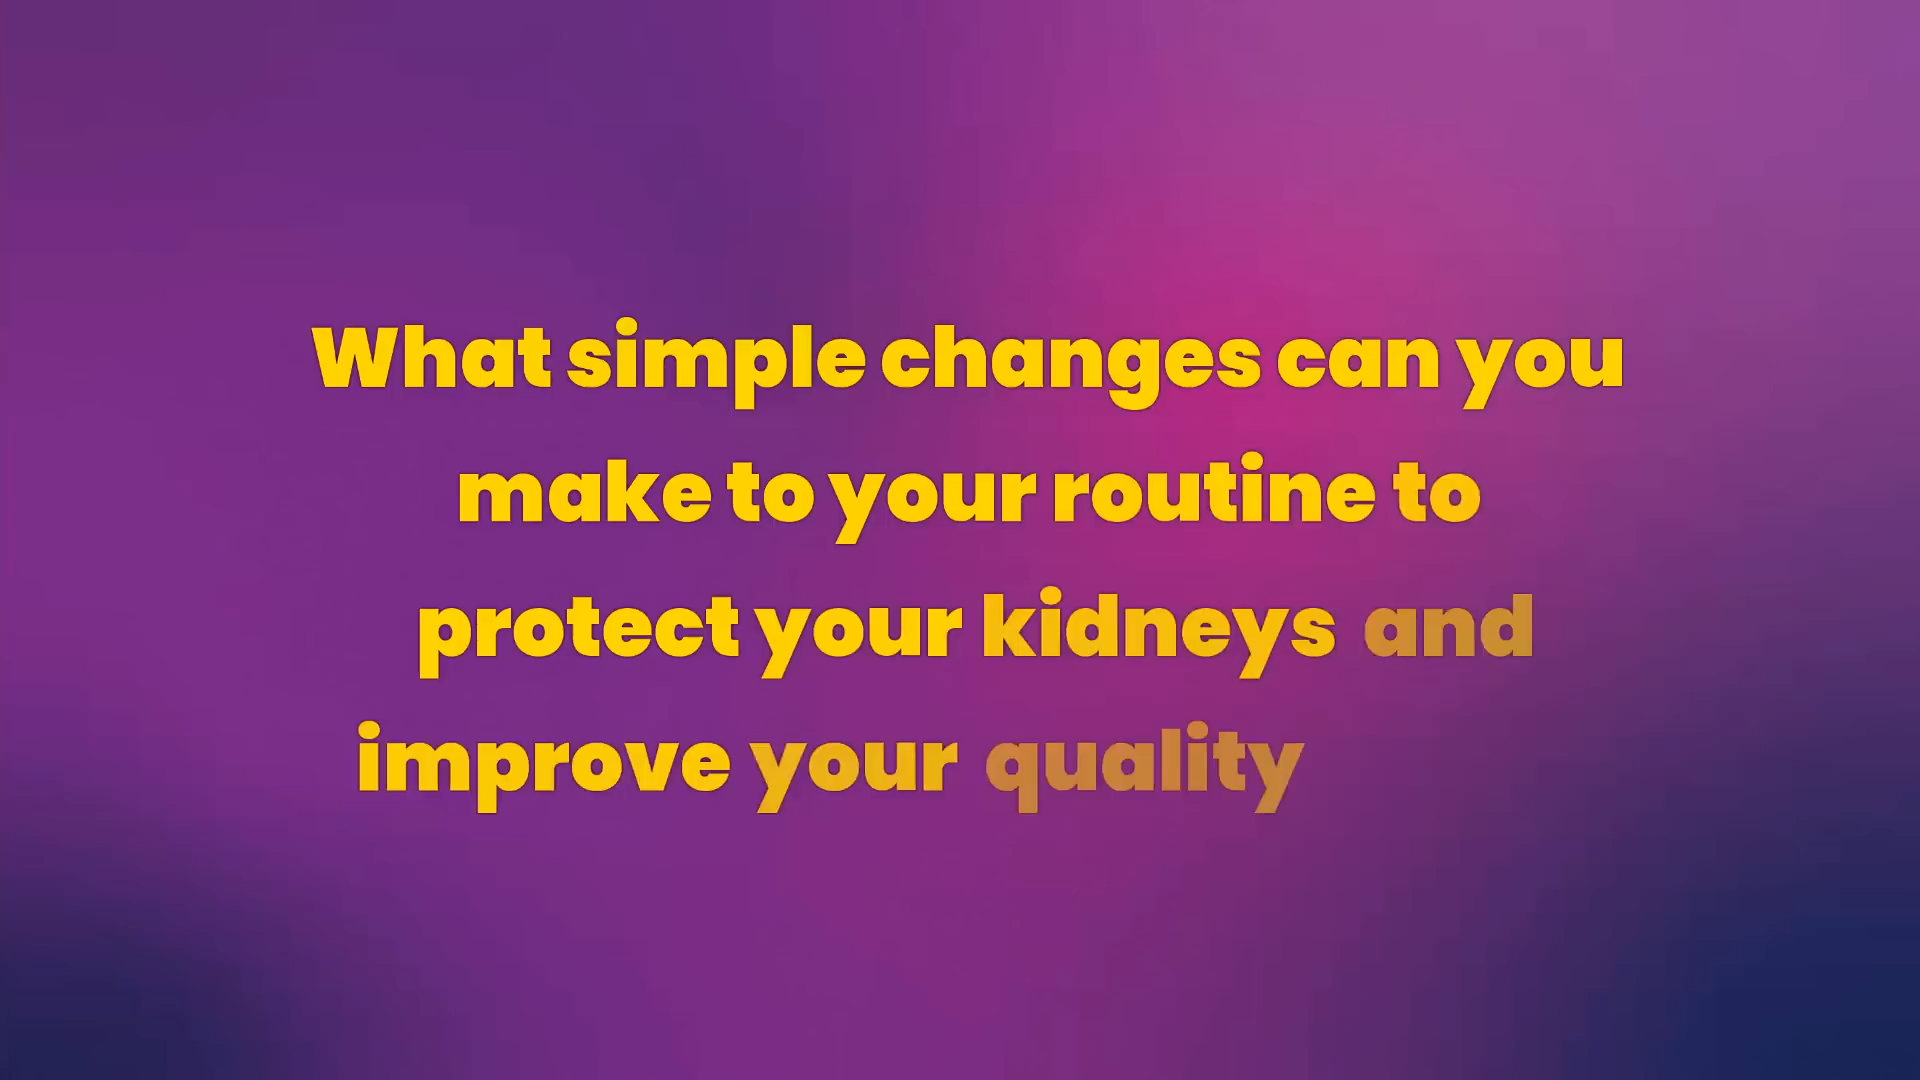 What simple changes can you
make to your routine to
protect your kidneys and
improve your quality